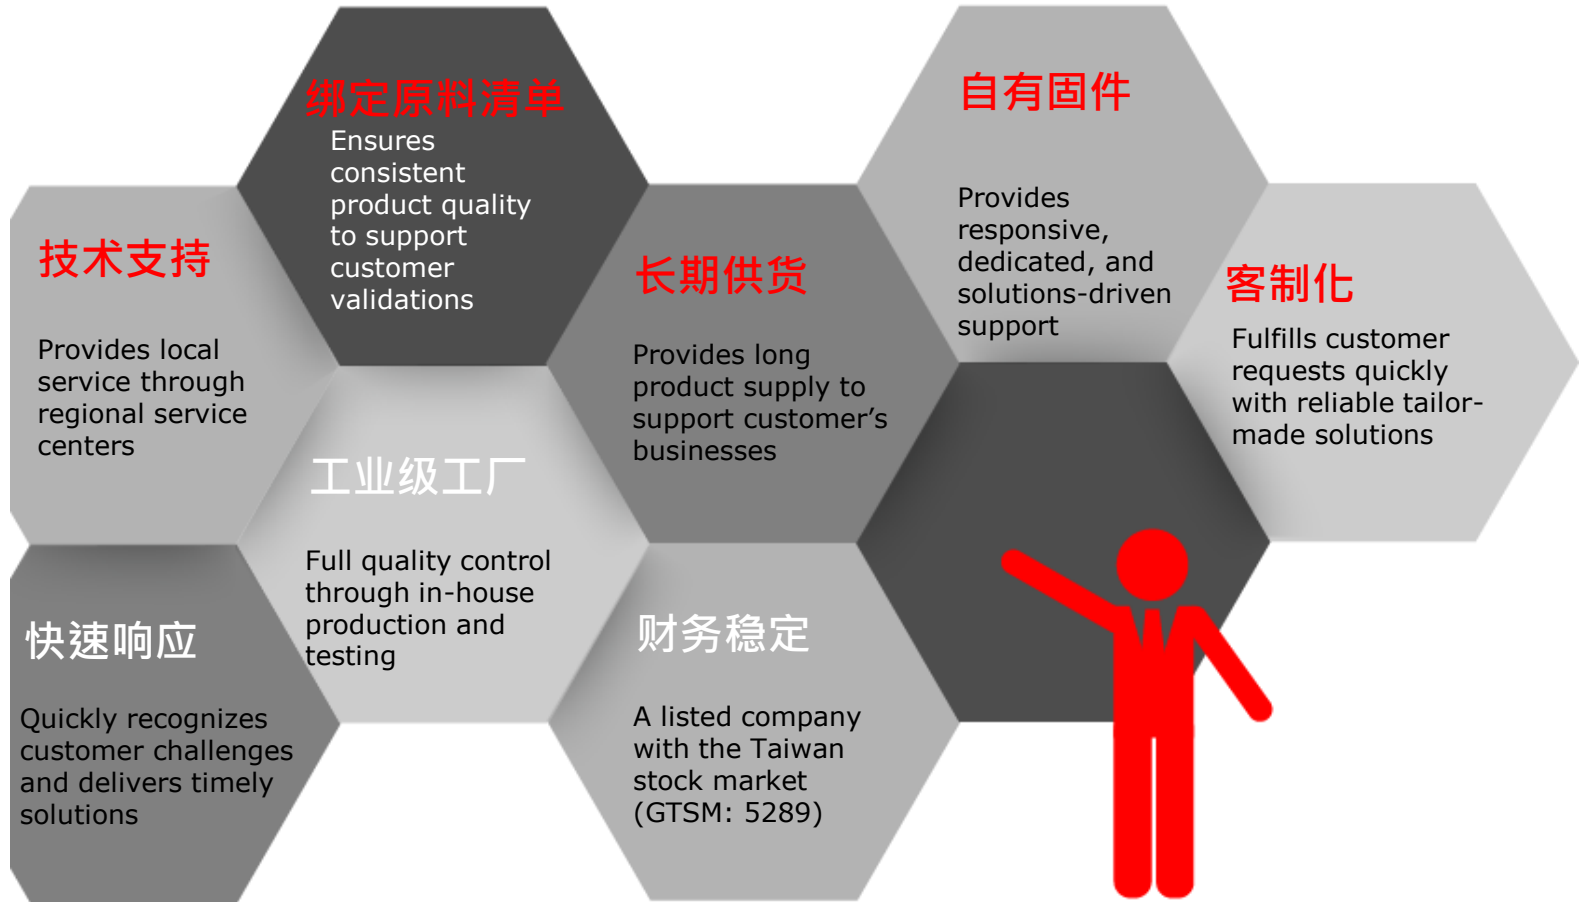 绑定原料清单
Ensures
consistent
product quality
to support
customer
validations
自有固件
Provides
responsive,
dedicated, and
solutions-driven
support
技术支持
Provides local
service through
regional service
centers
长期供货
Provides long
product supply to
support customer’s
businesses
客制化
Fulfills customer
requests quickly
with reliable tailor-
made solutions
工业级工厂
Full quality control
through in-house
production and
testing
快速响应
Quickly recognizes
customer challenges
and delivers timely
solutions
财务稳定
A listed company
with the Taiwan
stock market
(GTSM: 5289)